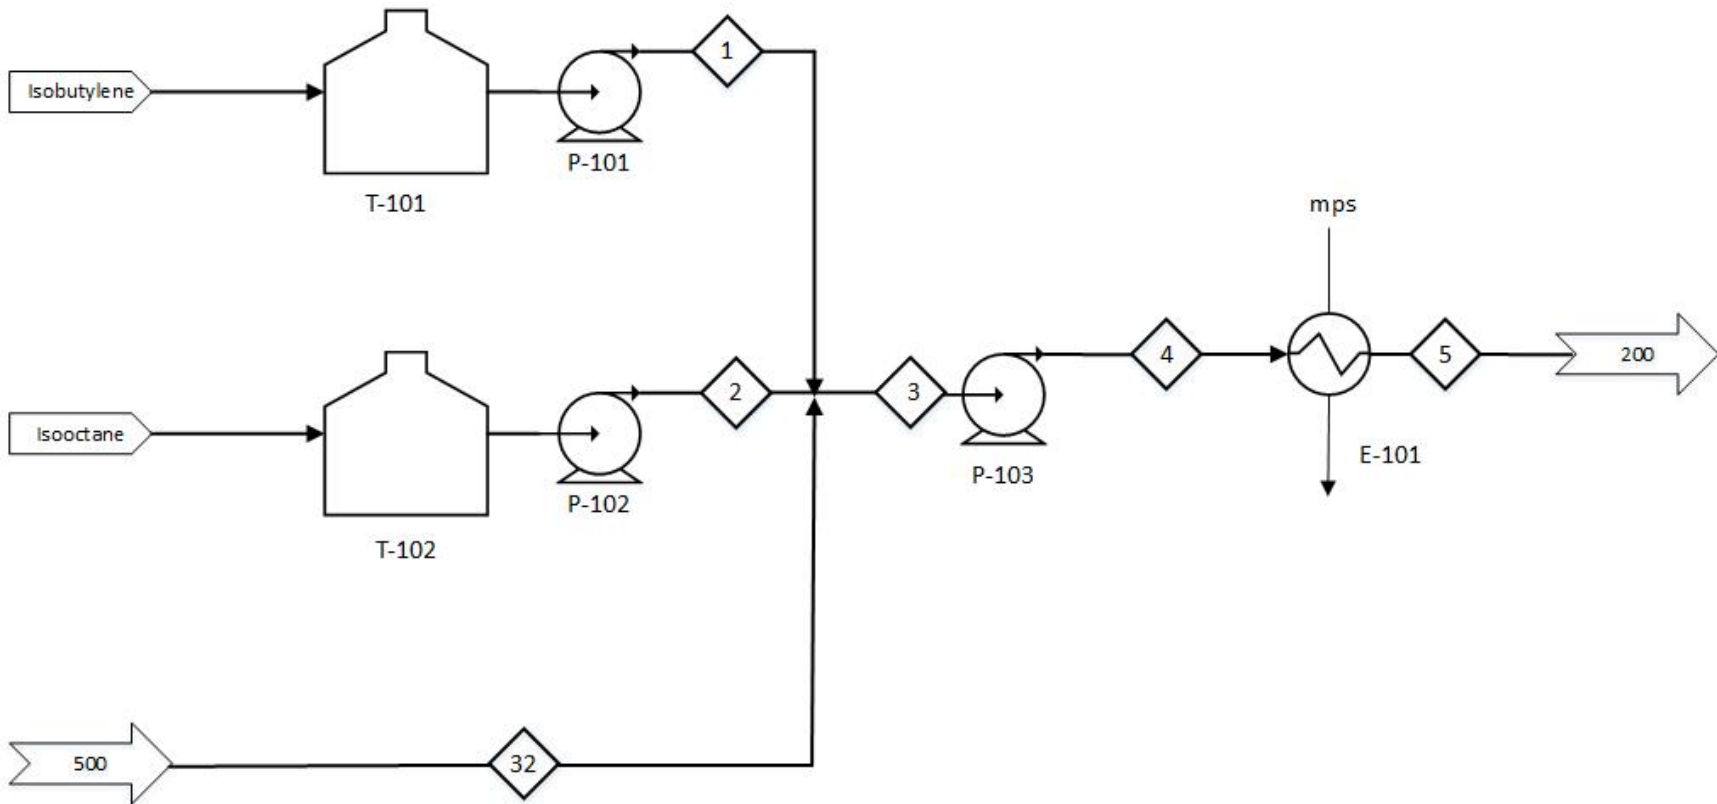 1
Isobutylene
P-101
T-101
mps
2
3
4
5
200
Isooctane
P-102
P-103
E-101
T-102
500
32